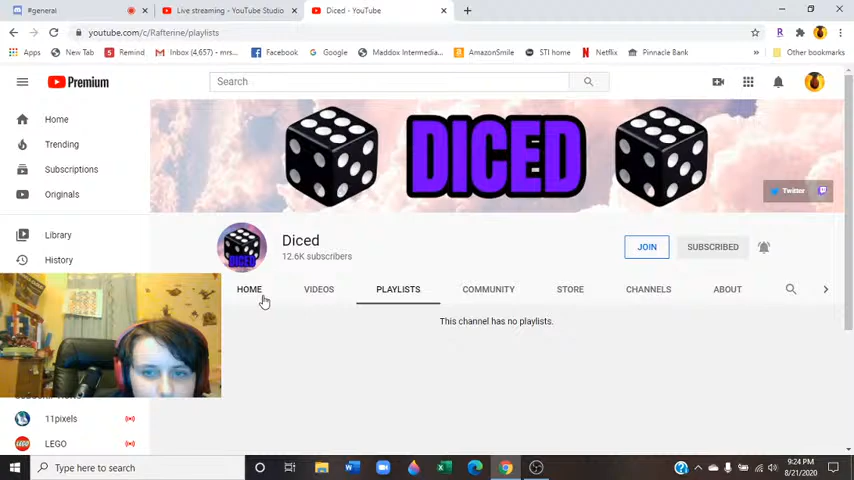 #general
Live streaming - YouTube Studio
Diced - YouTube
youtube.com/c/Raftenne/playlists
Apps
New Tab
Remind
Inbox (4,657) - mrs...
Facebook
Google
Maddox Intermedia...
AmazonSmile
STI home
Netflix
Pinnacle Bank
Other bookmarks
Premium
Search
DICED
Twitter
Home
Trending
Subscriptions
Originals
Library
History
DICED
Diced
12.6K subscribers
JOIN
SUBSCRIBED
HOME
VIDEOS
PLAYLISTS
COMMUNITY
STORE
CHANNELS
ABOUT
This channel has no playlists.
11pixels
LEGO
LEGO
Type here to search
9:24 PM
8/21/2020